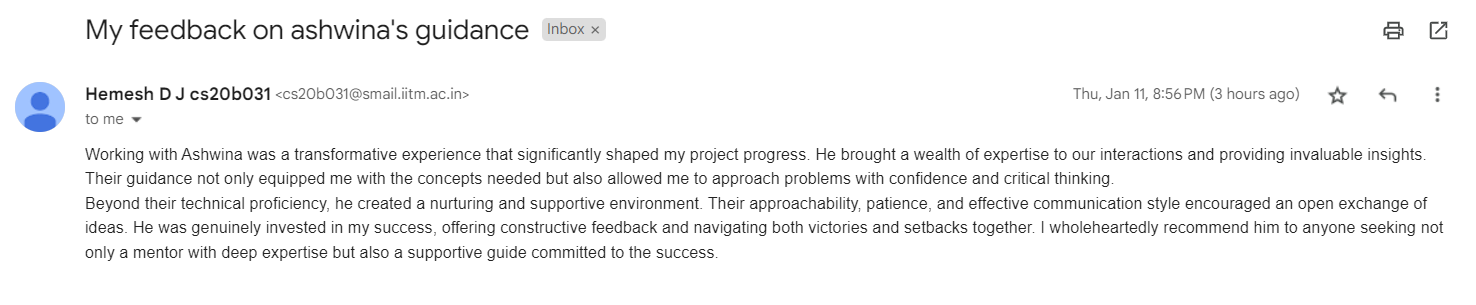 My feedback on ashwina's guidance Inbox ×
Hemesh D J cs20b031 <cs20b031@smail.iitm.ac.in> Thu, Jan 11, 8:56 PM (3 hours ago)
to me
Working with Ashwina was a transformative experience that significantly shaped my project progress. He brought a wealth of expertise to our interactions and providing invaluable insights.
Their guidance not only equipped me with the concepts needed but also allowed me to approach problems with confidence and critical thinking.
Beyond their technical proficiency, he created a nurturing and supportive environment. Their approachability, patience, and effective communication style encouraged an open exchange of
ideas. He was genuinely invested in my success, offering constructive feedback and navigating both victories and setbacks together. I wholeheartedly recommend him to anyone seeking not
only a mentor with deep expertise but also a supportive guide committed to the success.